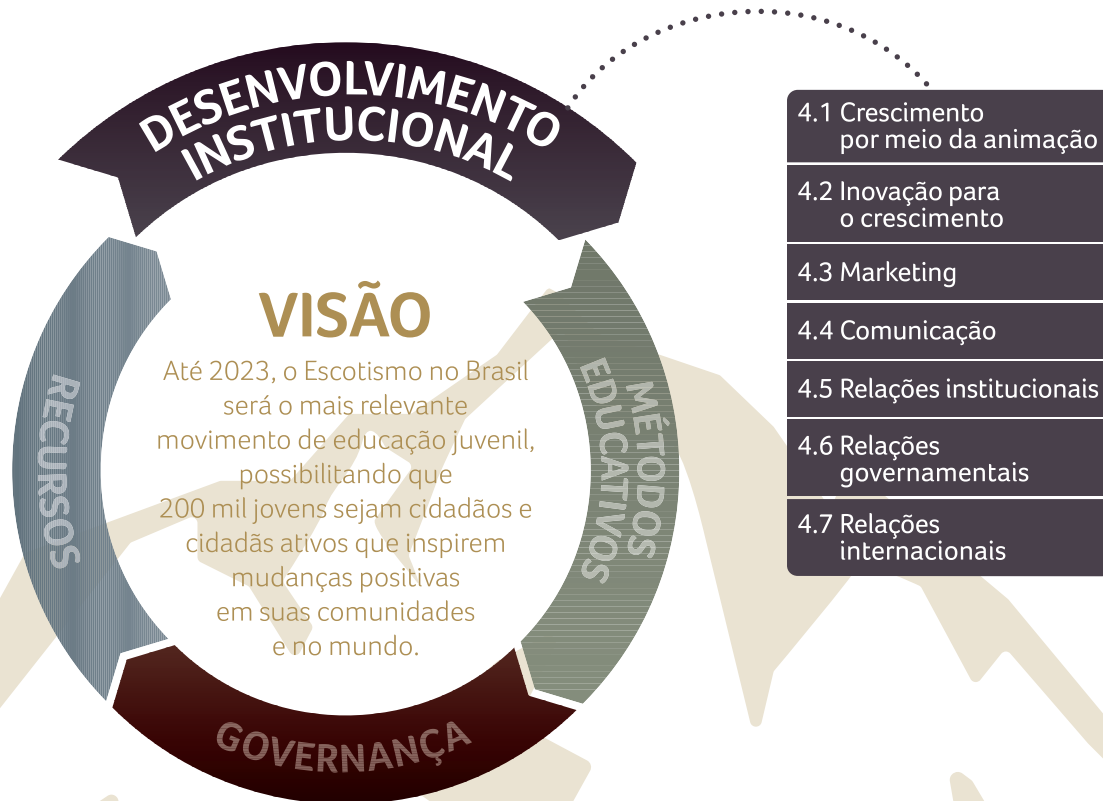 DESENVOLVIMENTO
INSTITUCIONAL
RECURSOS
MÉTODOS
EDUCATIVOS
GOVERNANÇA
VISÃO
Até 2023, o Escotismo no Brasil
será o mais relevante
movimento de educação juvenil,
possibilitando que
200 mil jovens sejam cidadãos e
cidadãs ativos que inspirem
mudanças positivas
em suas comunidades
e no mundo.
4.1 Crescimento
por meio da animação
4.2 Inovação para
o crescimento
4.3 Marketing
4.4 Comunicação
4.5 Relações institucionais
4.6 Relações
governamentais
4.7 Relações
internacionais